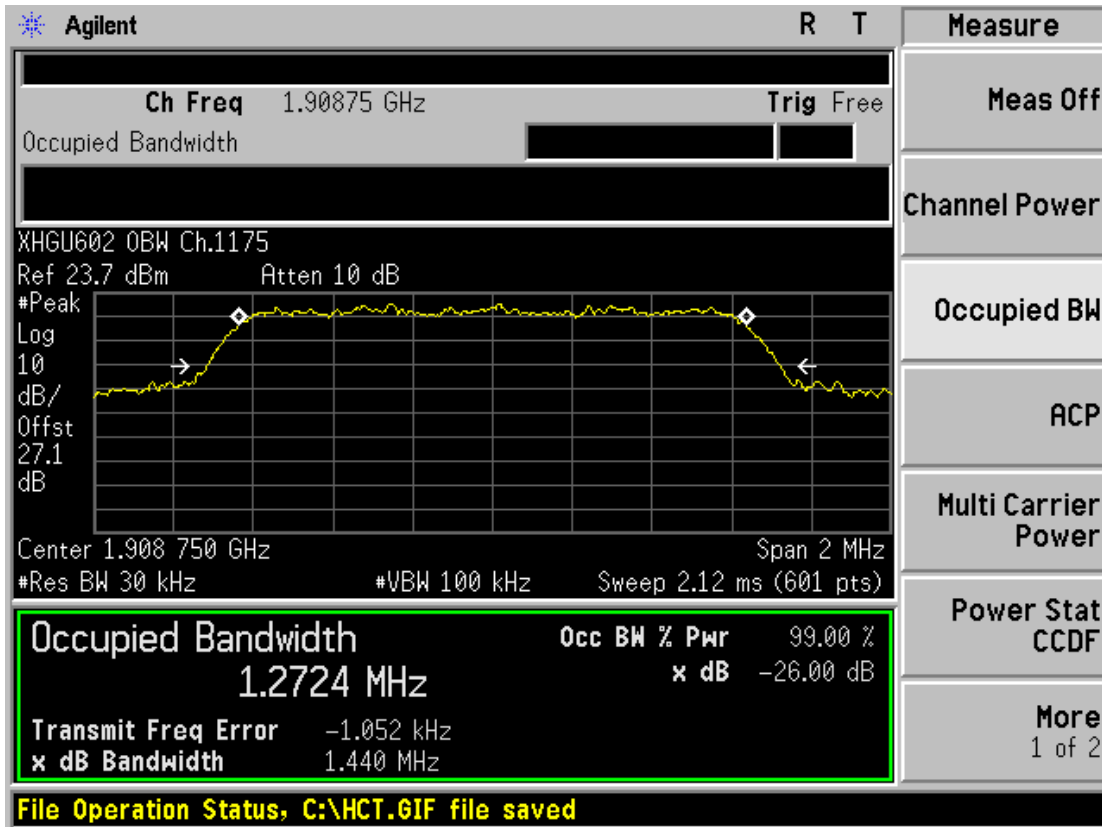 Agilent R T Measure
Ch Freq 1.90875 GHz Trig Free
Occupied Bandwidth
Meas Off
Channel Power
XHGU602 OBW Ch.1175
Ref 23.7 dBm Atten 10 dB
#Peak
Log
10
dB/
Offst
27.1
dB
Occupied BW
ACP
Center 1.908 750 GHz Span 2 MHz
#Res BW 30 kHz #VBW 100 kHz Sweep 2.12 ms (601 pts)
Multi Carrier
Power
Occupied Bandwidth Occ BW % Pwr 99.00 %
1.2724 MHz x dB -26.00 dB
Transmit Freq Error -1.052 kHz
x dB Bandwidth 1.440 MHz
Power Stat
CCDF
More
1 of 2
File Operation Status, C:\HCT.GIF file saved